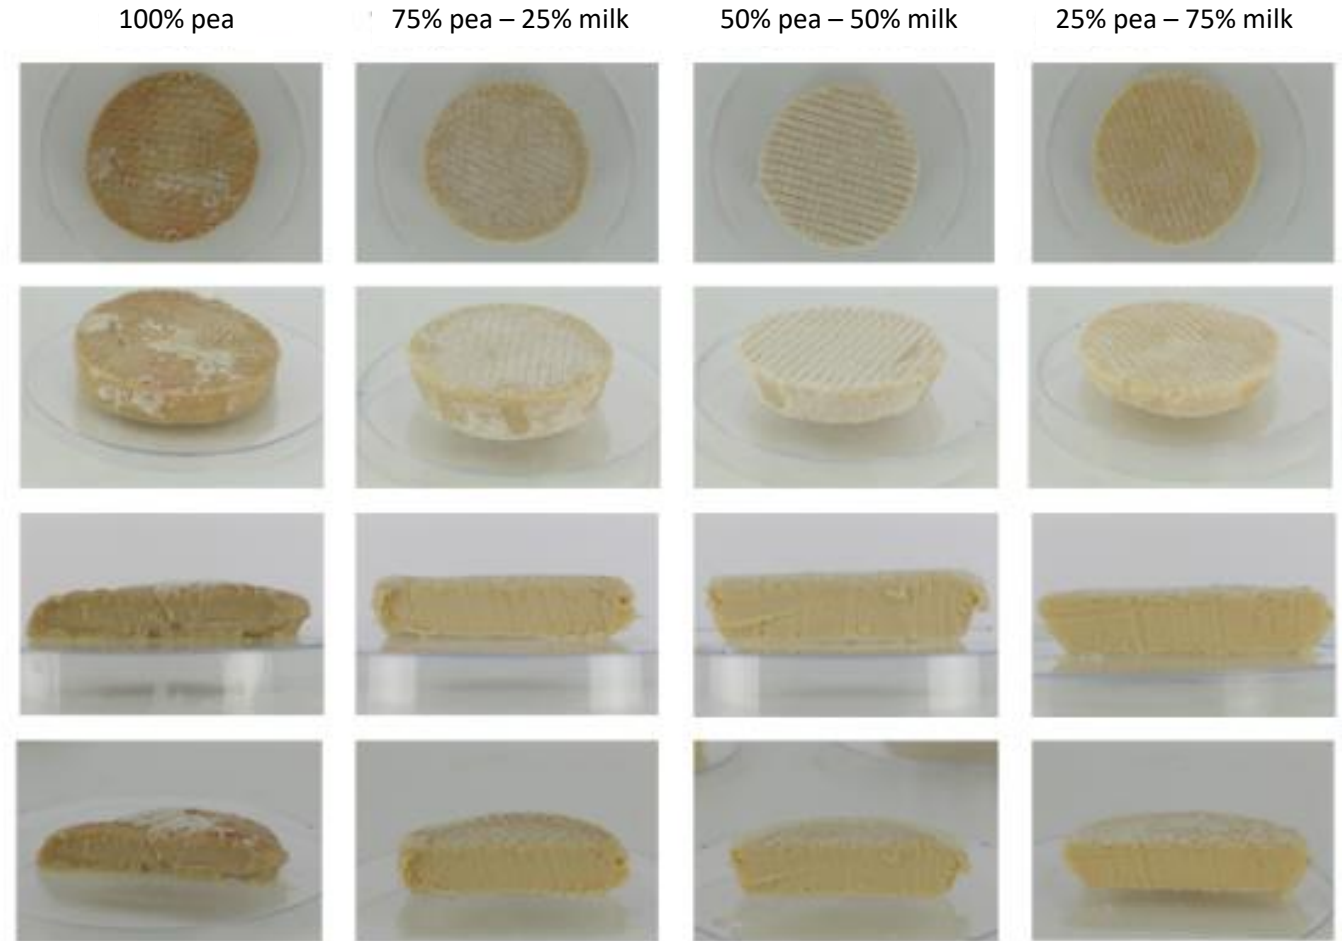 100% pea
75% pea – 25% milk
50% pea – 50% milk
25% pea – 75% milk